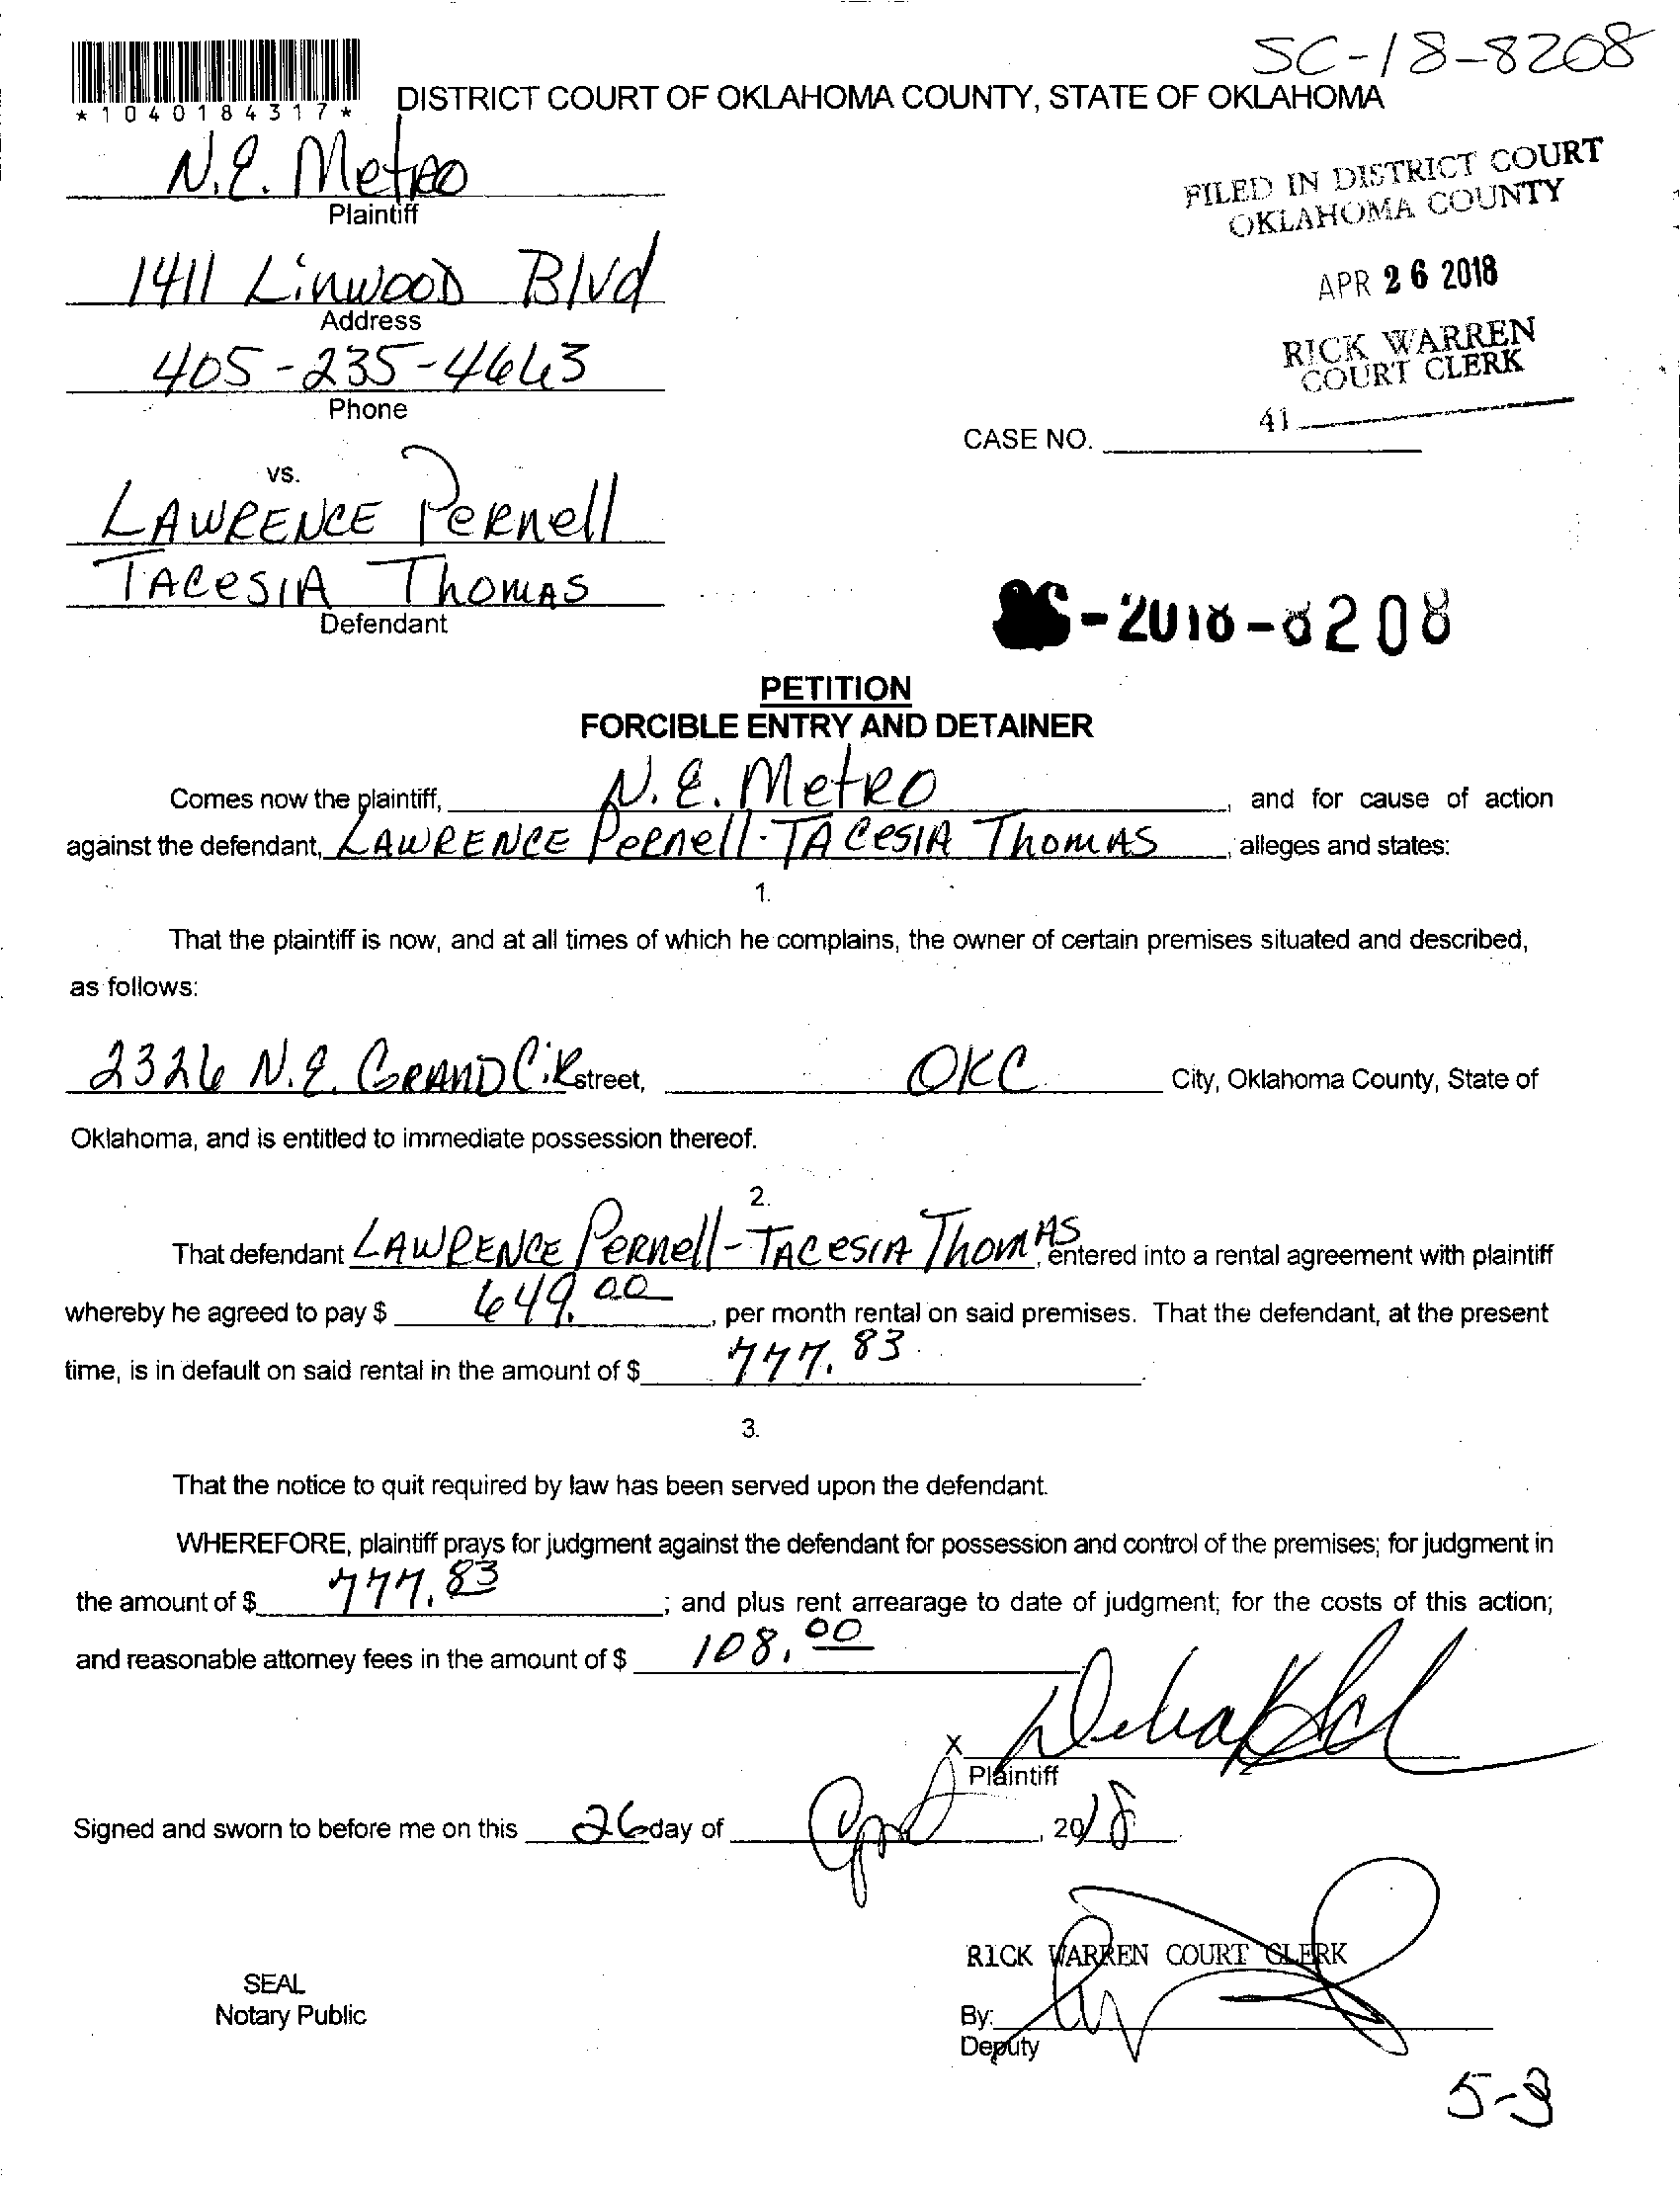 SC-18-8208
*1040184317*
DISTRICT COURT OF OKLAHOMA COUNTY, STATE OF OKLAHOMA
N.E. Metro
Plaintiff
FILED IN DISTRICT COURT
OKLAHOMA COUNTY
1411 Linwood Blvd
Address
APR 26 2018
405-235-4663
Phone
RICK WARREN
COURT CLERK
41
CASE NO.
vs.
LAWRENCE Pernell
TACESIA Thomas
Defendant
-2018-8208
PETITION
FORCIBLE ENTRY AND DETAINER
Comes now the plaintiff, N.E. Metro, and for cause of action
against the defendant, LAWRENCE Pernell-TACESIA Thomas, alleges and states:
1.
That the plaintiff is now, and at all times of which he complains, the owner of certain premises situated and described,
as follows:
2326 N.E. GRAND Cir street, OKC City, Oklahoma County, State of
Oklahoma, and is entitled to immediate possession thereof.
2.
That defendant LAWRENCE Pernell-TACESIA Thomas, entered into a rental agreement with plaintiff
whereby he agreed to pay $ 649.00, per month rental on said premises. That the defendant, at the present
time, is in default on said rental in the amount of $ 777.83.
3.
That the notice to quit required by law has been served upon the defendant.
WHEREFORE, plaintiff prays for judgment against the defendant for possession and control of the premises; for judgment in
the amount of $ 777.83; and plus rent arrearage to date of judgment; for the costs of this action;
and reasonable attorney fees in the amount of $ 108.00
X
Plaintiff
Signed and sworn to before me on this 26 day of April, 2018
RICK WARREN COURT CLERK
SEAL
Notary Public
By:
Deputy
5-3